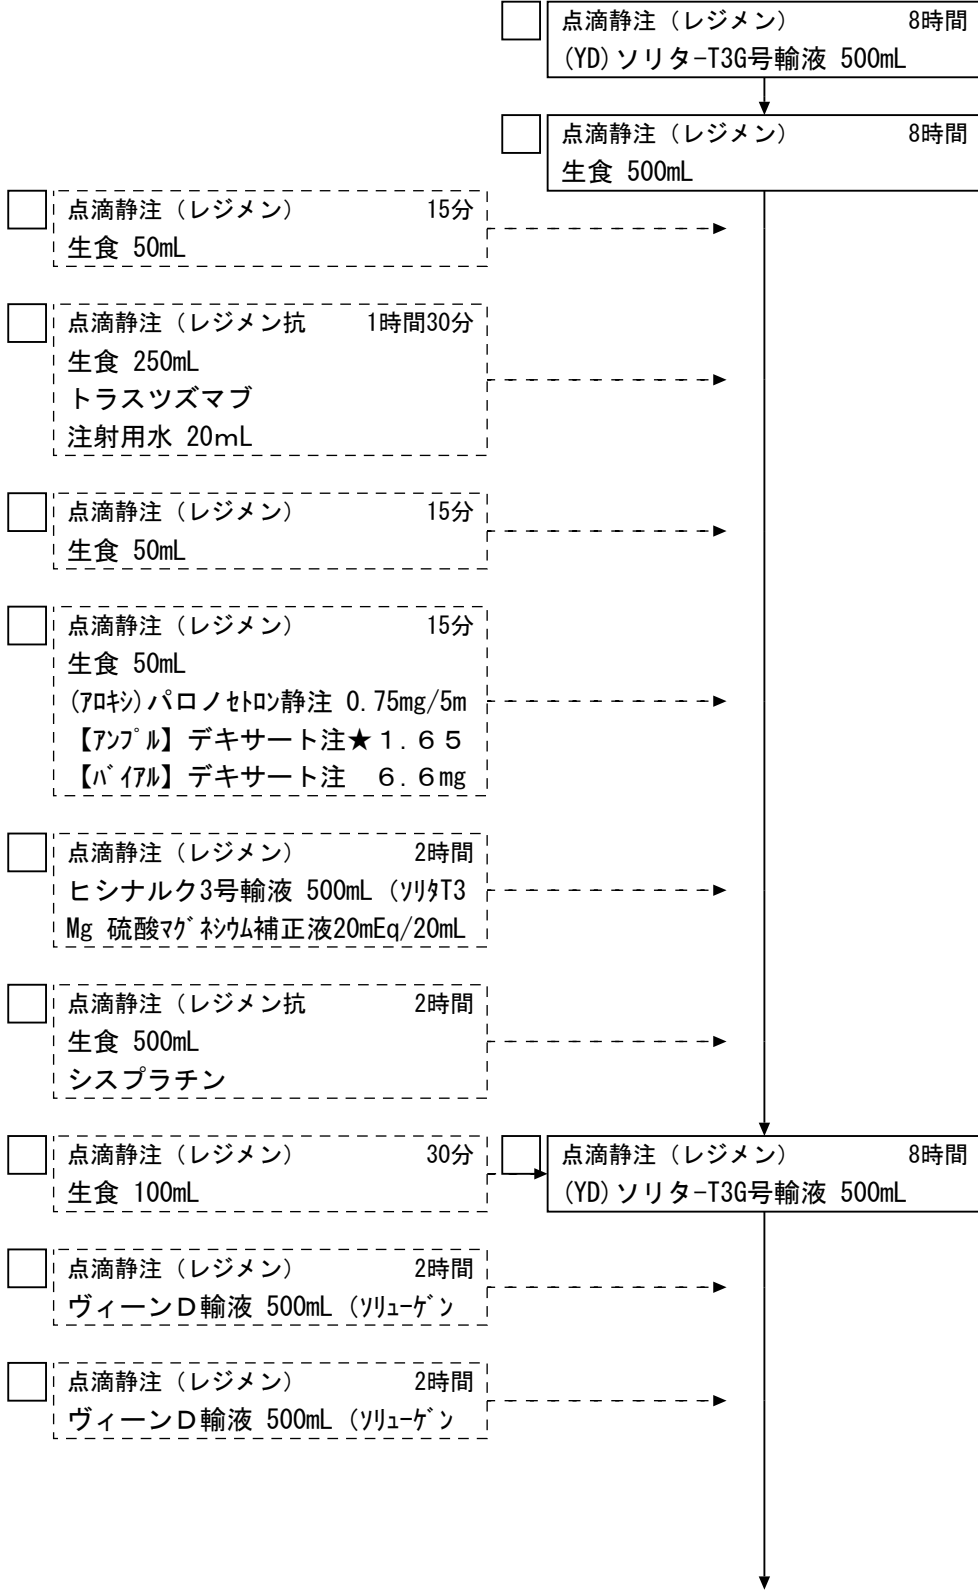 点滴静注（レジメン） 8時間
(YD)ソリタ-T3G号輸液 500mL
点滴静注（レジメン） 8時間
生食 500mL
点滴静注（レジメン） 15分
生食 50mL
点滴静注（レジメン抗 1時間30分
生食 250mL
トラスツズマブ
注射用水 20mL
点滴静注（レジメン） 15分
生食 50mL
点滴静注（レジメン） 15分
生食 50mL
(ｱﾛｷｼ)パロノセトロン静注 0.75mg/5m
【ｱﾝﾌﾟﾙ】デキサート注★１.６５
【ﾊﾞｲｱﾙ】デキサート注　６.６mg
点滴静注（レジメン） 2時間
ヒシナルク3号輸液 500mL (ｿﾘﾀT3
Mg 硫酸ﾏｸﾞﾈｼｳﾑ補正液20mEq/20mL
点滴静注（レジメン抗 2時間
生食 500mL
シスプラチン
点滴静注（レジメン） 30分
生食 100mL
点滴静注（レジメン） 8時間
(YD)ソリタ-T3G号輸液 500mL
点滴静注（レジメン） 2時間
ヴィーンＤ輸液 500mL (ｿﾘｭｰｹﾞﾝ
点滴静注（レジメン） 2時間
ヴィーンＤ輸液 500mL (ｿﾘｭｰｹﾞﾝ